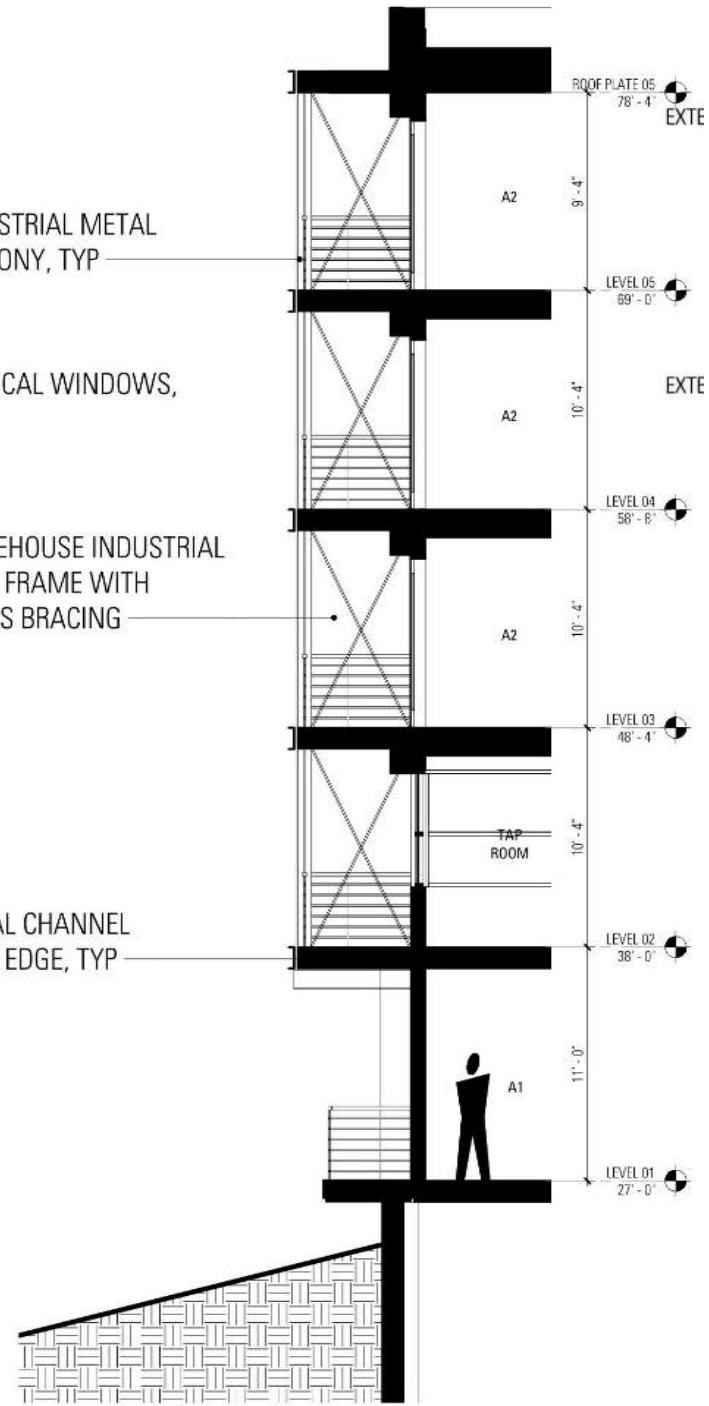 ROOF PLATE 05
78' - 4"
EXTE
A2
9' - 4"
STRIAL METAL
ONY, TYP
LEVEL 05
69' - 0"
CAL WINDOWS,
EXTE
A2
10' - 4"
LEVEL 04
58' - 8"
EHOUSE INDUSTRIAL
FRAME WITH
S BRACING
A2
10' - 4"
LEVEL 03
48' - 4"
TAP
ROOM
10' - 4"
AL CHANNEL
EDGE, TYP
LEVEL 02
38' - 0"
A1
11' - 0"
LEVEL 01
27' - 0"